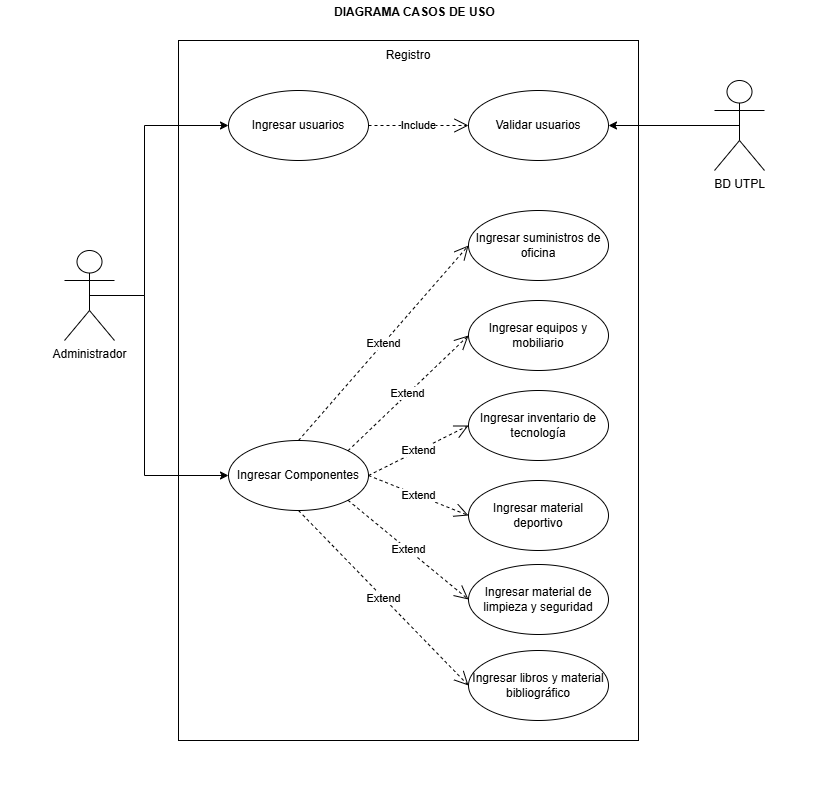 DIAGRAMA CASOS DE USO
Registro
Ingresar usuarios
Include
Validar usuarios
BD UTPL
Ingresar suministros de
oficina
Administrador
Extend
Ingresar equipos y
mobiliario
Extend
Ingresar inventario de
tecnología
Extend
Ingresar Componentes
Extend
Ingresar material
deportivo
Extend
Ingresar material de
limpieza y seguridad
Extend
Ingresar libros y material
bibliográfico